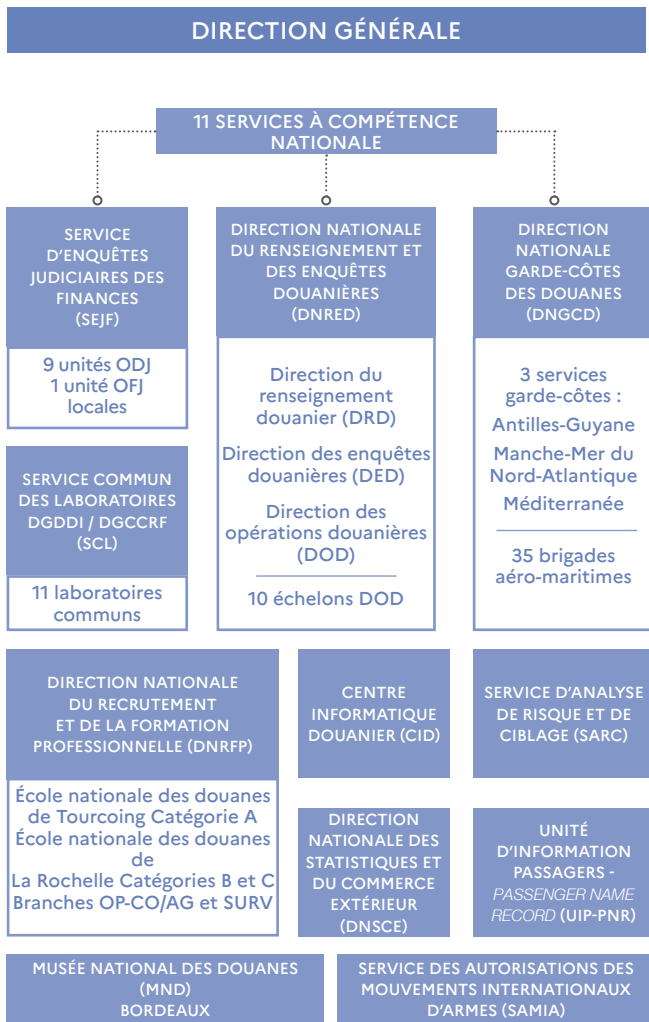 DIRECTION GÉNÉRALE
11 SERVICES À COMPÉTENCE
NATIONALE
SERVICE
D'ENQUÊTES
JUDICIAIRES DES
FINANCES
(SEJF)
9 unités ODJ
1 unité OFJ
locales
SERVICE COMMUN
DES LABORATOIRES
DGDDI / DGCCRF
(SCL)
11 laboratoires
communs
DIRECTION NATIONALE
DU RENSEIGNEMENT ET
DES ENQUÊTES
DOUANIÈRES
(DNRED)
Direction du
renseignement
douanier (DRD)
Direction des enquêtes
douanières (DED)
Direction des
opérations douanières
(DOD)
10 échelons DOD
DIRECTION
NATIONALE
GARDE-CÔTES
DES DOUANES
(DNGCD)
3 services
garde-côtes :
Antilles-Guyane
Manche-Mer du
Nord-Atlantique
Méditerranée
35 brigades
aéro-maritimes
DIRECTION NATIONALE
DU RECRUTEMENT
ET DE LA FORMATION
PROFESSIONNELLE (DNRFP)
École nationale des douanes
de Tourcoing Catégorie A
École nationale des douanes
de
La Rochelle Catégories B et C
Branches OP-CO/AG et SURV
CENTRE
INFORMATIQUE
DOUANIER (CID)
SERVICE D'ANALYSE
DE RISQUE ET DE
CIBLAGE (SARC)
DIRECTION
NATIONALE DES
STATISTIQUES ET
DU COMMERCE
EXTÉRIEUR
(DNSCE)
UNITÉ
D'INFORMATION
PASSAGERS -
PASSENGER NAME
RECORD (UIP-PNR)
MUSÉE NATIONAL DES DOUANES
(MND)
BORDEAUX
SERVICE DES AUTORISATIONS DES
MOUVEMENTS INTERNATIONAUX
D'ARMES (SAMIA)